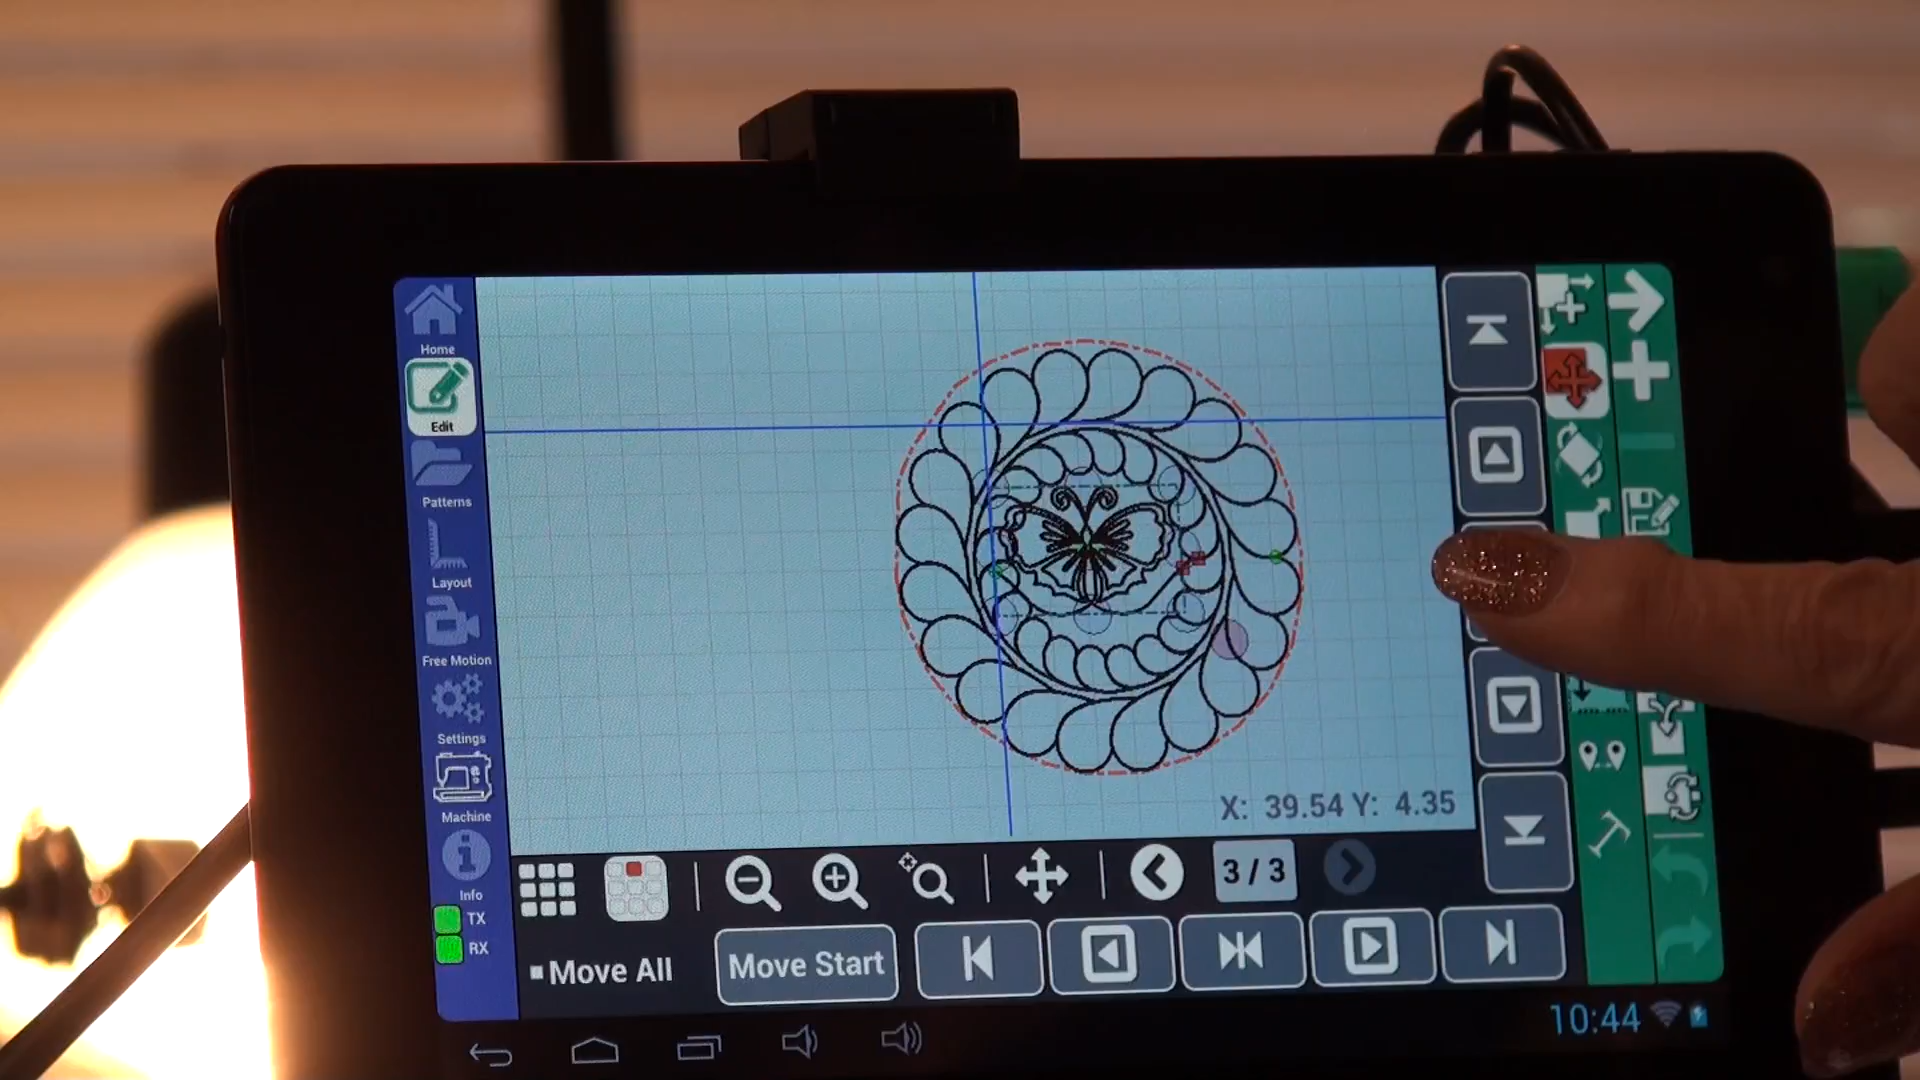 Home
Edit
Patterns
Layout
Free Motion
Settings
Machine
Info
TX
RX
X: 39.54 Y: 4.35
3 / 3
Move All
Move Start
10:44